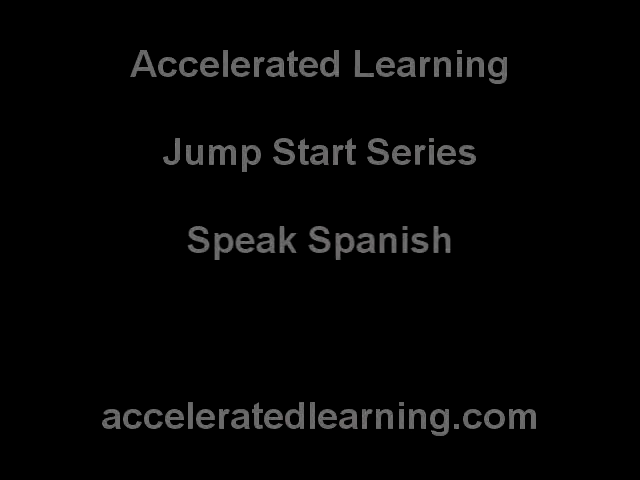 Accelerated Learning
Jump Start Series
Speak Spanish
acceleratedlearning.com